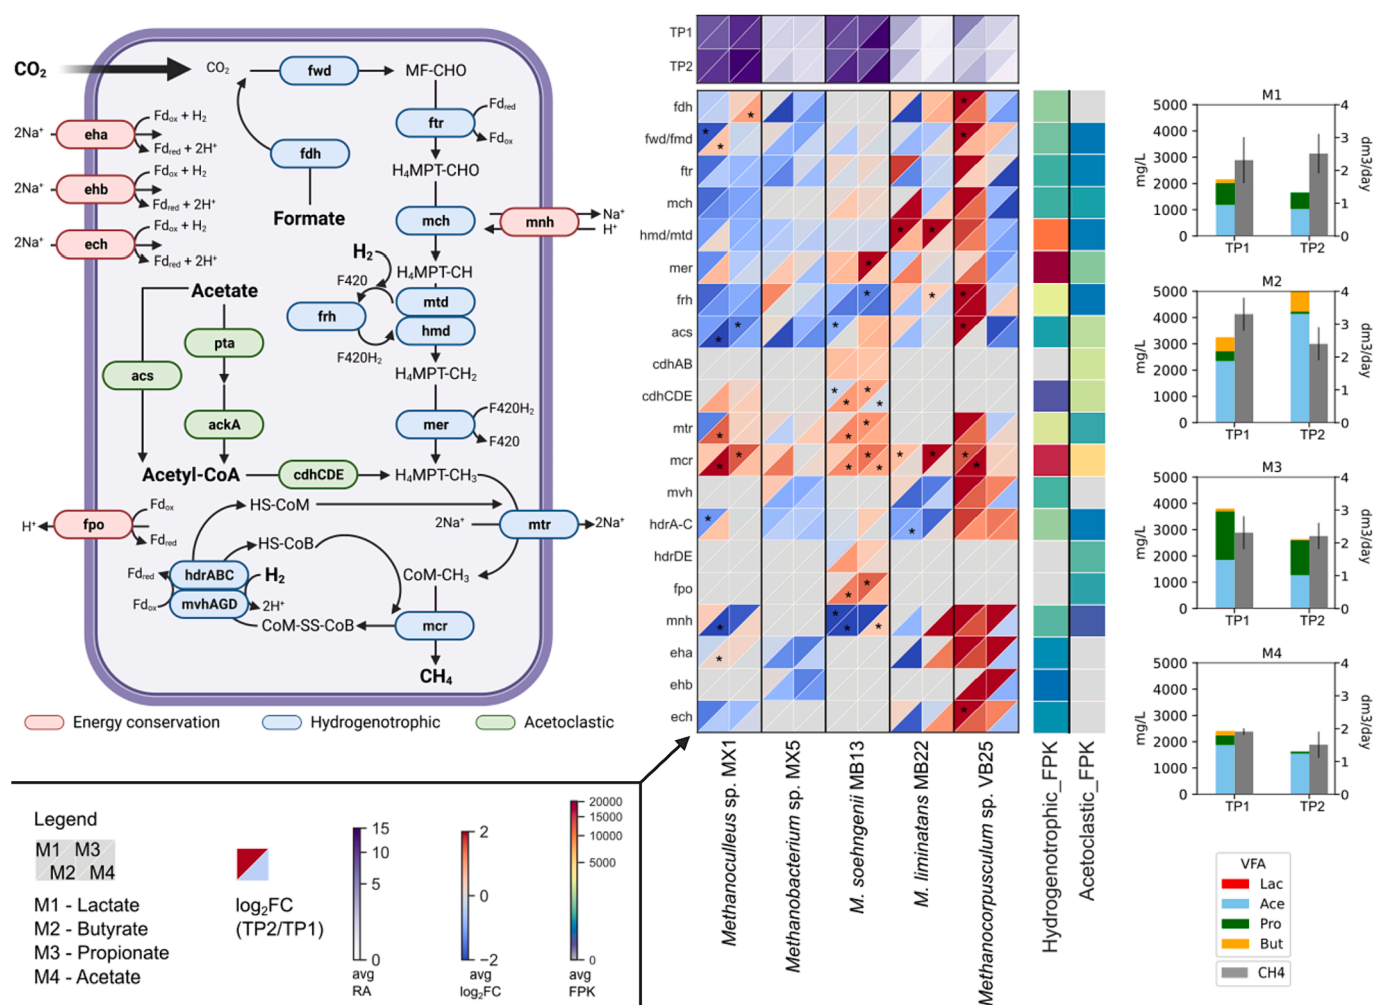 CO₂
CO₂
fwd
MF-CHO
Fdred
ftr
Fdox
H₄MPT-CHO
fdh
Formate
2Na⁺
eha
Fdox + H₂
Fdred + 2H⁺
2Na⁺
ehb
Fdox + H₂
Fdred + 2H⁺
2Na⁺
ech
Fdox + H₂
Fdred + 2H⁺
mch
mnh
Na⁺
H⁺
H₂
H₄MPT-CH
F420
mtd
frh
hmd
F420H₂
H₄MPT-CH₂
Acetate
pta
acs
ackA
mer
F420H₂
F420
Acetyl-CoA
cdhCDE
H₄MPT-CH₃
HS-CoM
H⁺
fpo
Fdox
Fdred
2Na⁺
mtr
2Na⁺
HS-CoB
Fdred
hdrABC
H₂
CoM-CH₃
Fdox
mvhAGD
2H⁺
CoM-SS-CoB
mcr
CH₄
Energy conservation
Hydrogenotrophic
Acetoclastic
Legend
M1 M3
M2 M4
M1 - Lactate
M2 - Butyrate
M3 - Propionate
M4 - Acetate
log₂FC
(TP2/TP1)
15
10
5
0
avg
RA
2
0
−2
avg
log₂FC
20000
15000
10000
5000
0
avg
FPK
TP1
TP2
fdh
fwd/fmd
ftr
mch
hmd/mtd
mer
frh
acs
cdhAB
cdhCDE
mtr
mcr
mvh
hdrA-C
hdrDE
fpo
mnh
eha
ehb
ech
Methanoculleus sp. MX1
Methanobacterium sp. MX5
M. soehngenii MB13
M. liminatans MB22
Methanocorpusculum sp. VB25
Hydrogenotrophic_FPK
Acetoclastic_FPK
M1
5000
4000
3000
2000
1000
0
mg/L
4
3
2
1
0
dm3/day
TP1
TP2
M2
5000
4000
3000
2000
1000
0
mg/L
4
3
2
1
0
dm3/day
TP1
TP2
M3
5000
4000
3000
2000
1000
0
mg/L
4
3
2
1
0
dm3/day
TP1
TP2
M4
5000
4000
3000
2000
1000
0
mg/L
4
3
2
1
0
dm3/day
TP1
TP2
VFA
Lac
Ace
Pro
But
CH4